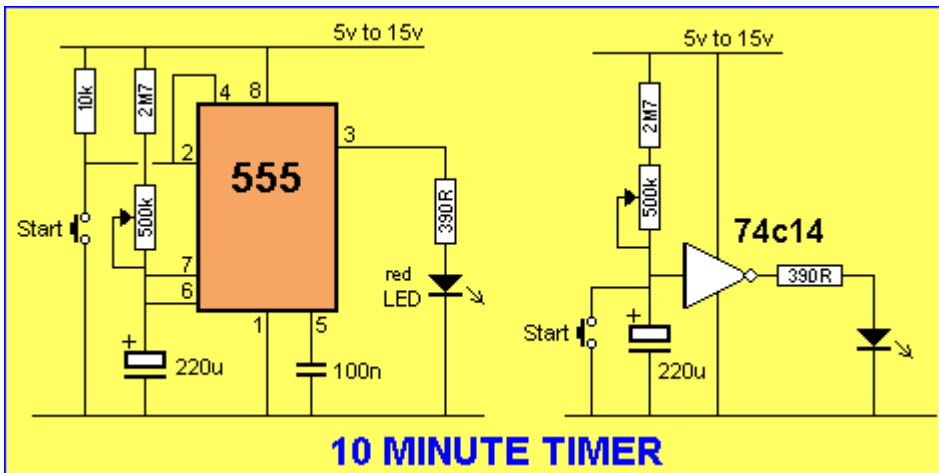 5v to 15v
10k
2M7
4
8
2
3
555
500k
390R
Start
7
6
red
LED
1
5
+
220u
100n
5v to 15v
2M7
500k
74c14
390R
Start
+
220u
10 MINUTE TIMER